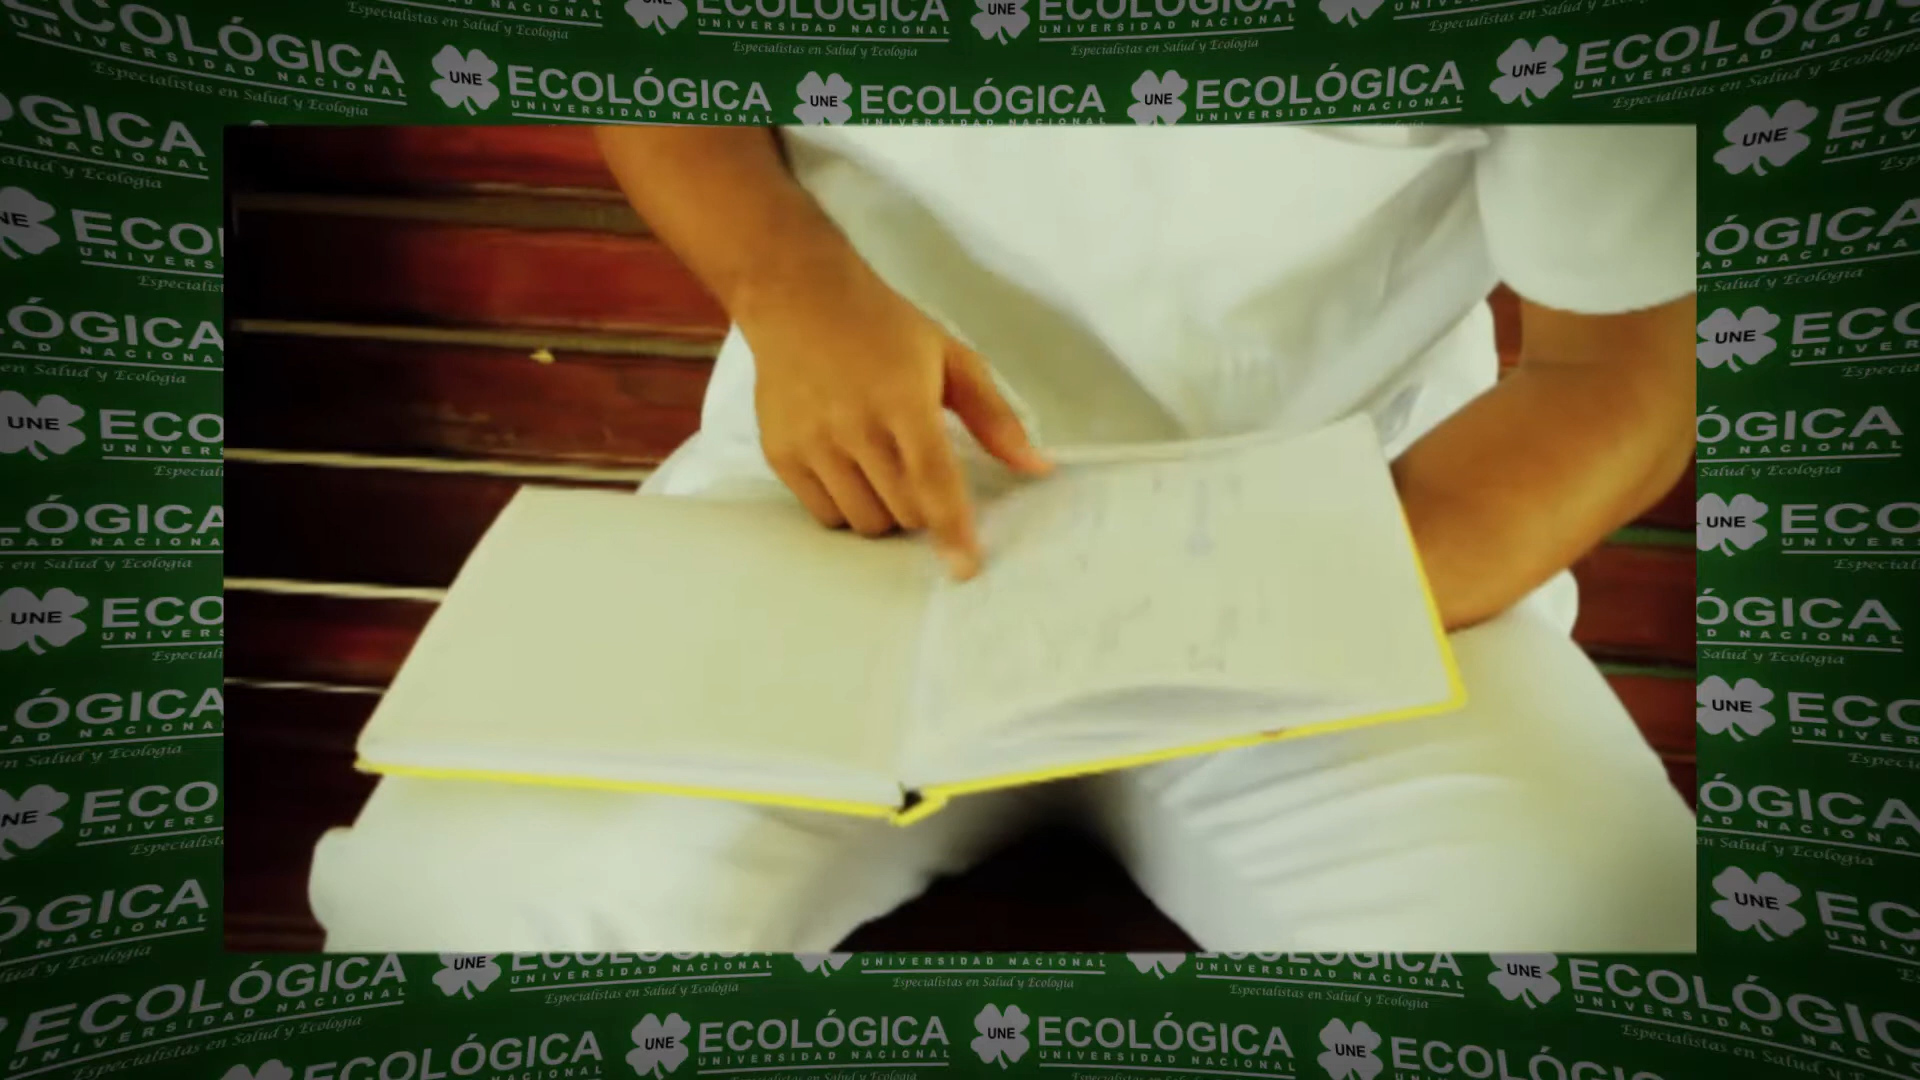 UNE ECOLÓGICA
UNIVERSIDAD NACIONAL
Especialistas en Salud y Ecología